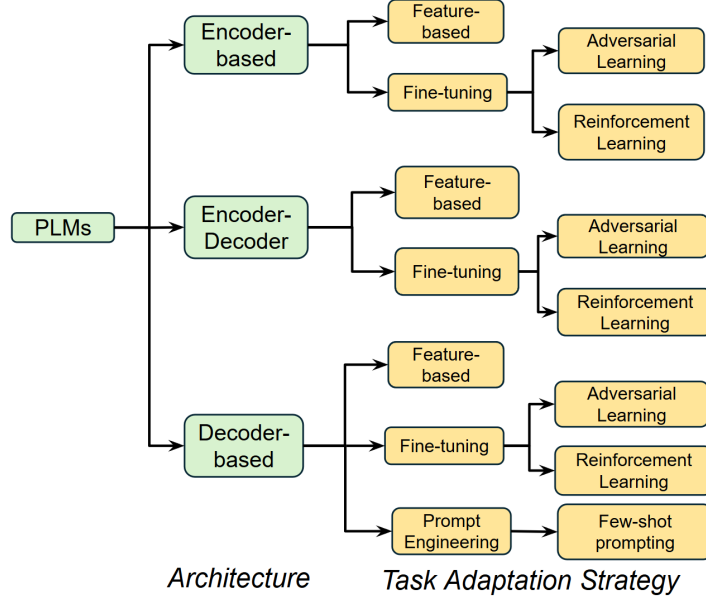 PLMs
Encoder-
based
Feature-
based
Fine-tuning
Adversarial
Learning
Reinforcement
Learning
Encoder-
Decoder
Feature-
based
Fine-tuning
Adversarial
Learning
Reinforcement
Learning
Decoder-
based
Feature-
based
Fine-tuning
Adversarial
Learning
Reinforcement
Learning
Prompt
Engineering
Few-shot
prompting
Architecture
Task Adaptation Strategy